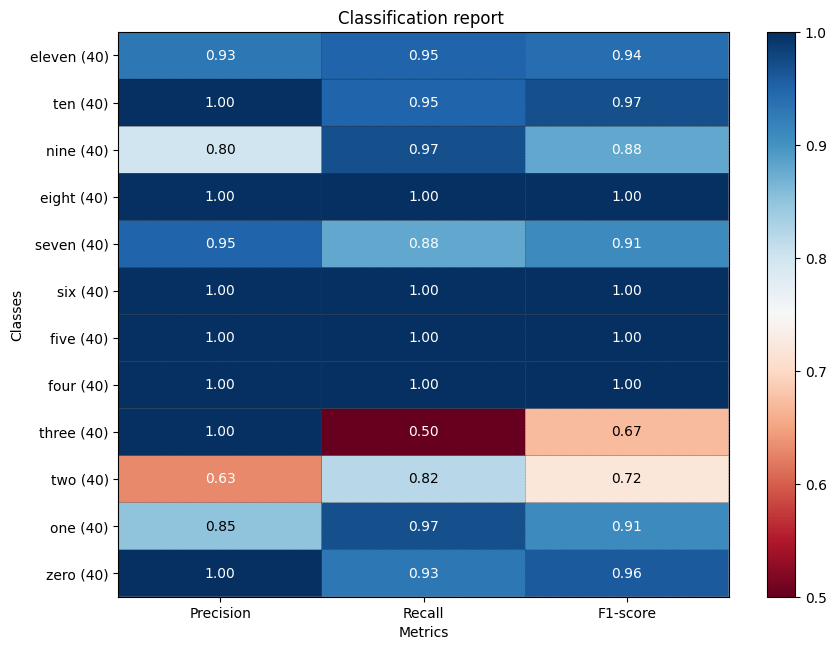 Classification report
eleven (40) 0.93 0.95 0.94
ten (40) 1.00 0.95 0.97
nine (40) 0.80 0.97 0.88
eight (40) 1.00 1.00 1.00
seven (40) 0.95 0.88 0.91
six (40) 1.00 1.00 1.00
five (40) 1.00 1.00 1.00
four (40) 1.00 1.00 1.00
three (40) 1.00 0.50 0.67
two (40) 0.63 0.82 0.72
one (40) 0.85 0.97 0.91
zero (40) 1.00 0.93 0.96
Precision Recall F1-score
Metrics
Classes
1.0
0.9
0.8
0.7
0.6
0.5